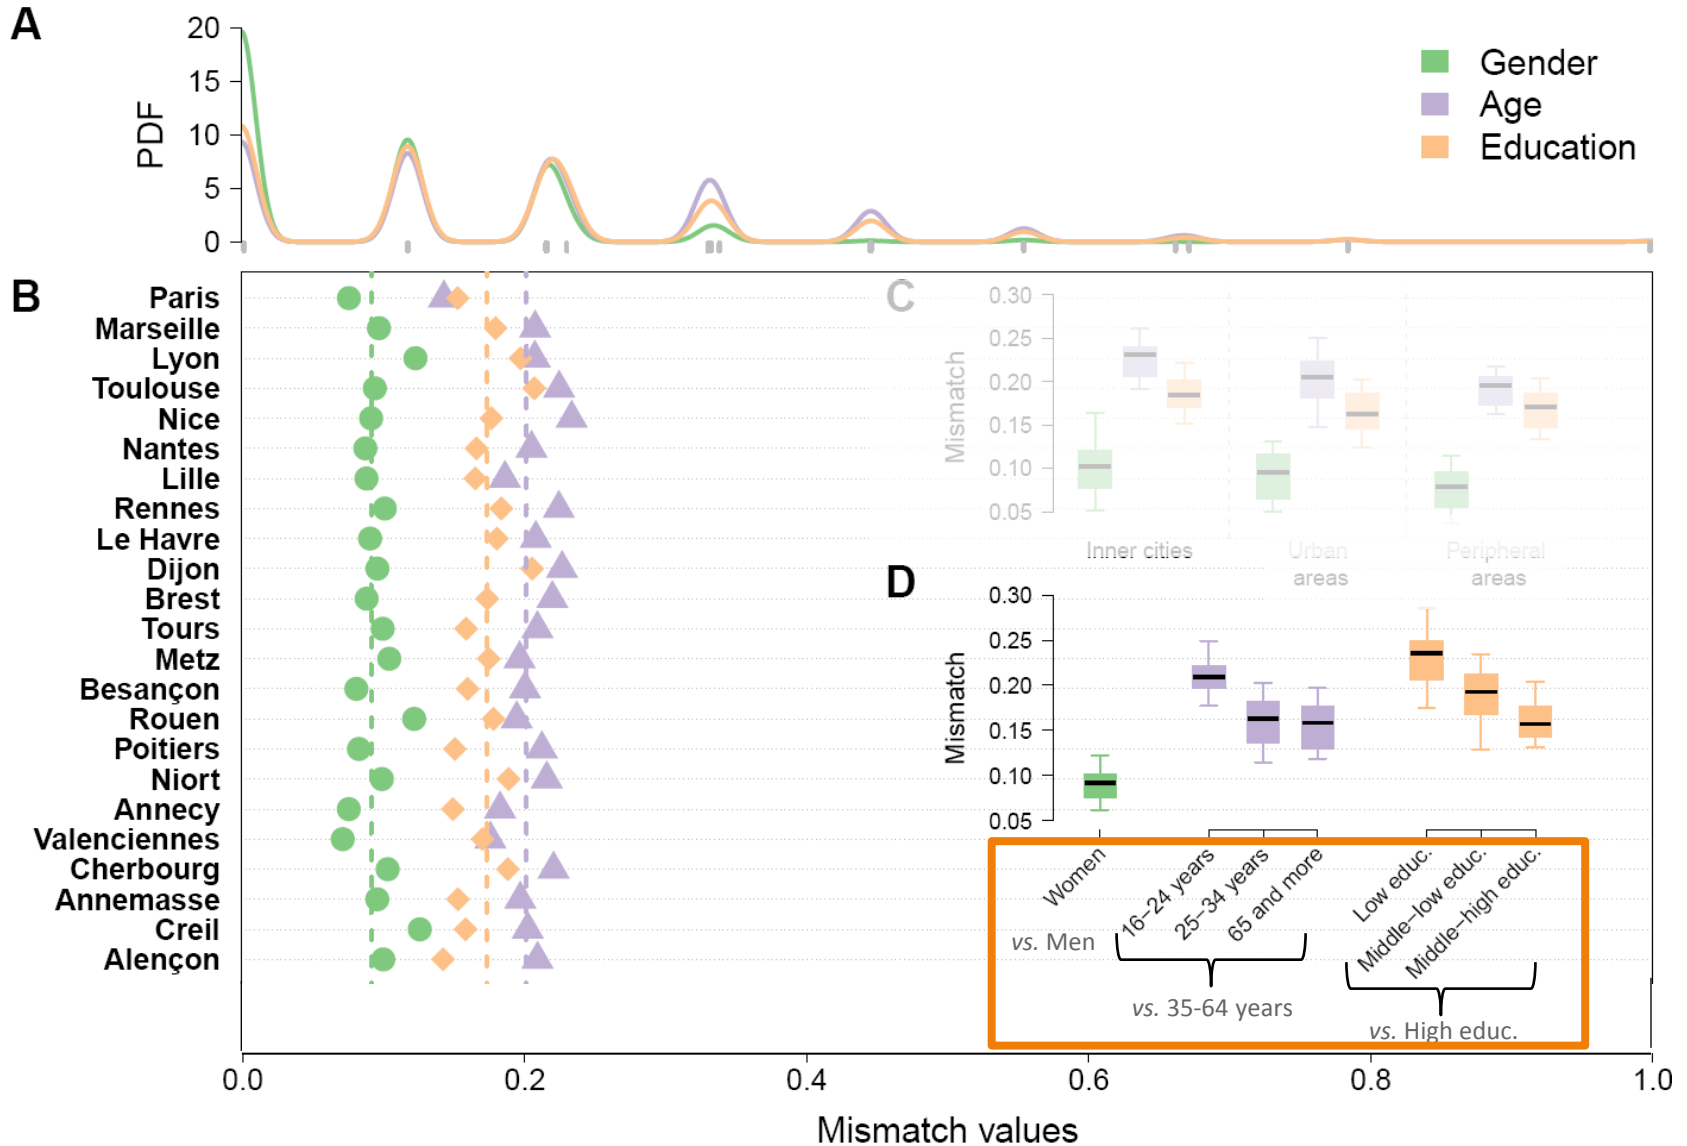 A
20
15
10
5
0
PDF
Gender
Age
Education
B
Paris
Marseille
Lyon
Toulouse
Nice
Nantes
Lille
Rennes
Le Havre
Dijon
Brest
Tours
Metz
Besançon
Rouen
Poitiers
Niort
Annecy
Valenciennes
Cherbourg
Annemasse
Creil
Alençon
C
0.30
0.25
0.20
0.15
0.10
0.05
Mismatch
Inner cities
Urban
areas
Peripheral
areas
D
0.30
0.25
0.20
0.15
0.10
0.05
Mismatch
Women
16−24 years
25−34 years
65 and more
Low educ.
Middle−low educ.
Middle−high educ.
vs. Men
vs. 35-64 years
vs. High educ.
0.0 0.2 0.4 0.6 0.8 1.0
Mismatch values